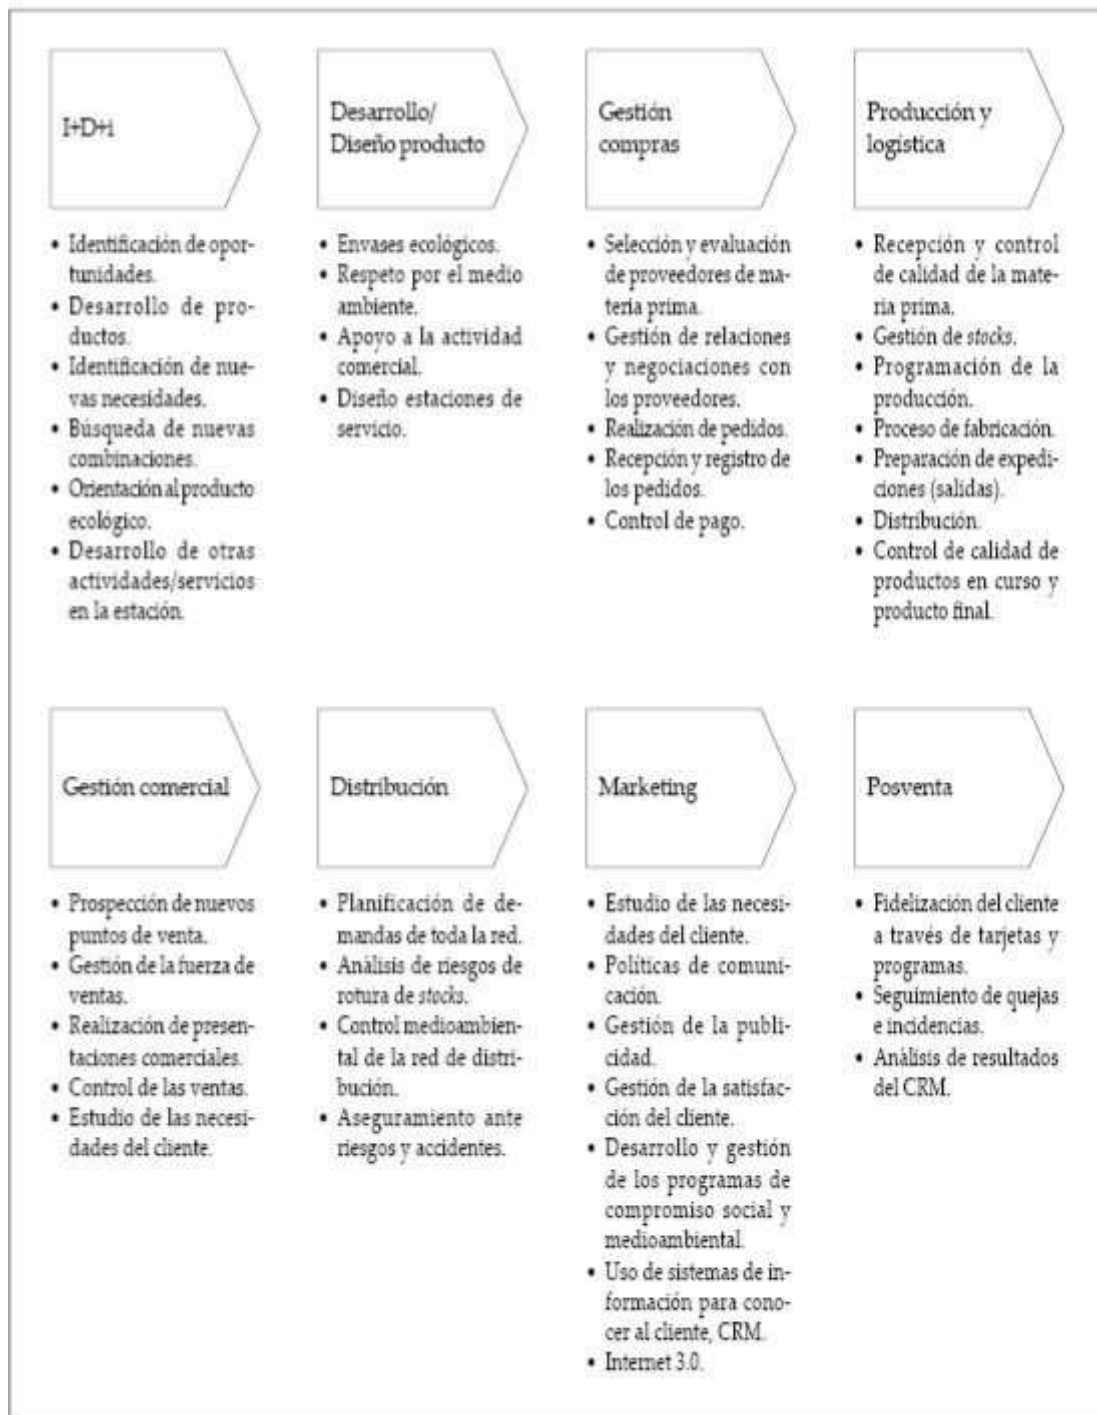 I+D+i
Desarrollo/
Diseño producto
Gestión
compras
Producción y
logística
• Identificación de opor-
tunidades.
• Desarrollo de pro-
ductos.
• Identificación de nue-
vas necesidades.
• Búsqueda de nuevas
combinaciones.
• Orientación al producto
ecológico.
• Desarrollo de otras
actividades/servicios
en la estación.
• Envases ecológicos.
• Respeto por el medio
ambiente.
• Apoyo a la actividad
comercial.
• Diseño estaciones de
servicio.
• Selección y evaluación
de proveedores de ma-
teria prima.
• Gestión de relaciones
y negociaciones con
los proveedores.
• Realización de pedidos.
• Recepción y registro de
los pedidos.
• Control de pago.
• Recepción y control
de calidad de la mate-
ria prima.
• Gestión de stocks.
• Programación de la
producción.
• Proceso de fabricación.
• Preparación de expedi-
ciones (salidas).
• Distribución.
• Control de calidad de
productos en curso y
producto final.
Gestión comercial
Distribución
Marketing
Posventa
• Prospección de nuevos
puntos de venta.
• Gestión de la fuerza de
ventas.
• Realización de presen-
taciones comerciales.
• Control de las ventas.
• Estudio de las necesi-
dades del cliente.
• Planificación de de-
mandas de toda la red.
• Análisis de riesgos de
rotura de stocks.
• Control medioambien-
tal de la red de distri-
bución.
• Aseguramiento ante
riesgos y accidentes.
• Estudio de las necesi-
dades del cliente.
• Políticas de comuni-
cación.
• Gestión de la publi-
cidad.
• Gestión de la satisfac-
ción del cliente.
• Desarrollo y gestión
de los programas de
compromiso social y
medioambiental.
• Uso de sistemas de in-
formación para cono-
cer al cliente, CRM.
• Internet 3.0.
• Fidelización del cliente
a través de tarjetas y
programas.
• Seguimiento de quejas
e incidencias.
• Análisis de resultados
del CRM.